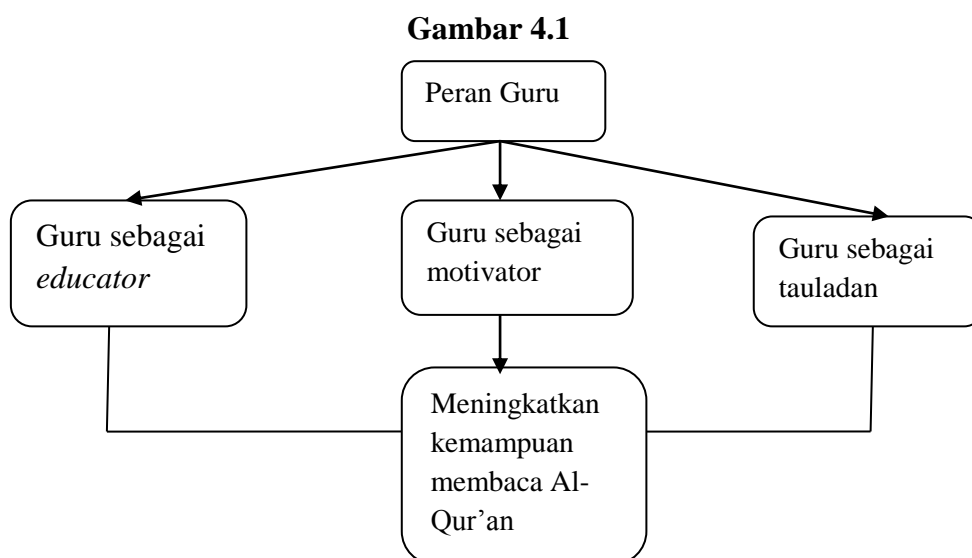 Gambar 4.1
Peran Guru
Guru sebagai
educator
Guru sebagai
motivator
Guru sebagai
tauladan
Meningkatkan
kemampuan
membaca Al-
Qur’an